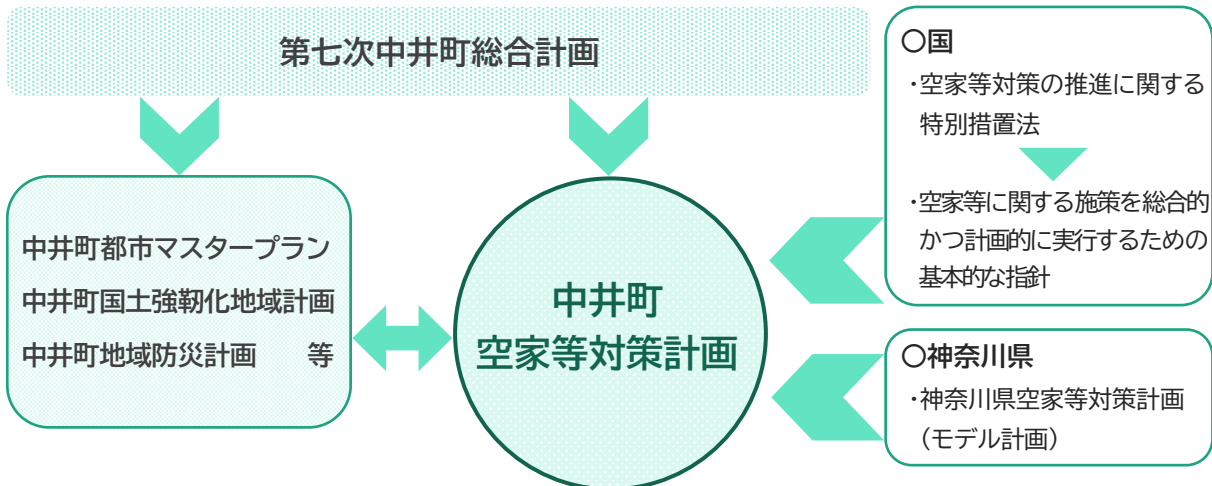 第七次中井町総合計画
中井町都市マスタープラン
中井町国土強靭化地域計画
中井町地域防災計画　等
中井町
空家等対策計画
〇国
・空家等対策の推進に関する
特別措置法
・空家等に関する施策を総合的
かつ計画的に実行するための
基本的な指針
〇神奈川県
・神奈川県空家等対策計画
（モデル計画）